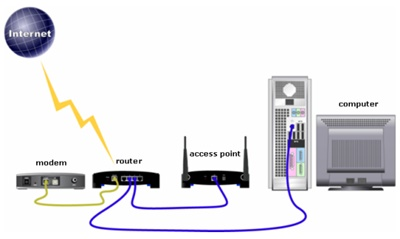 Internet
computer
access point
modem
router